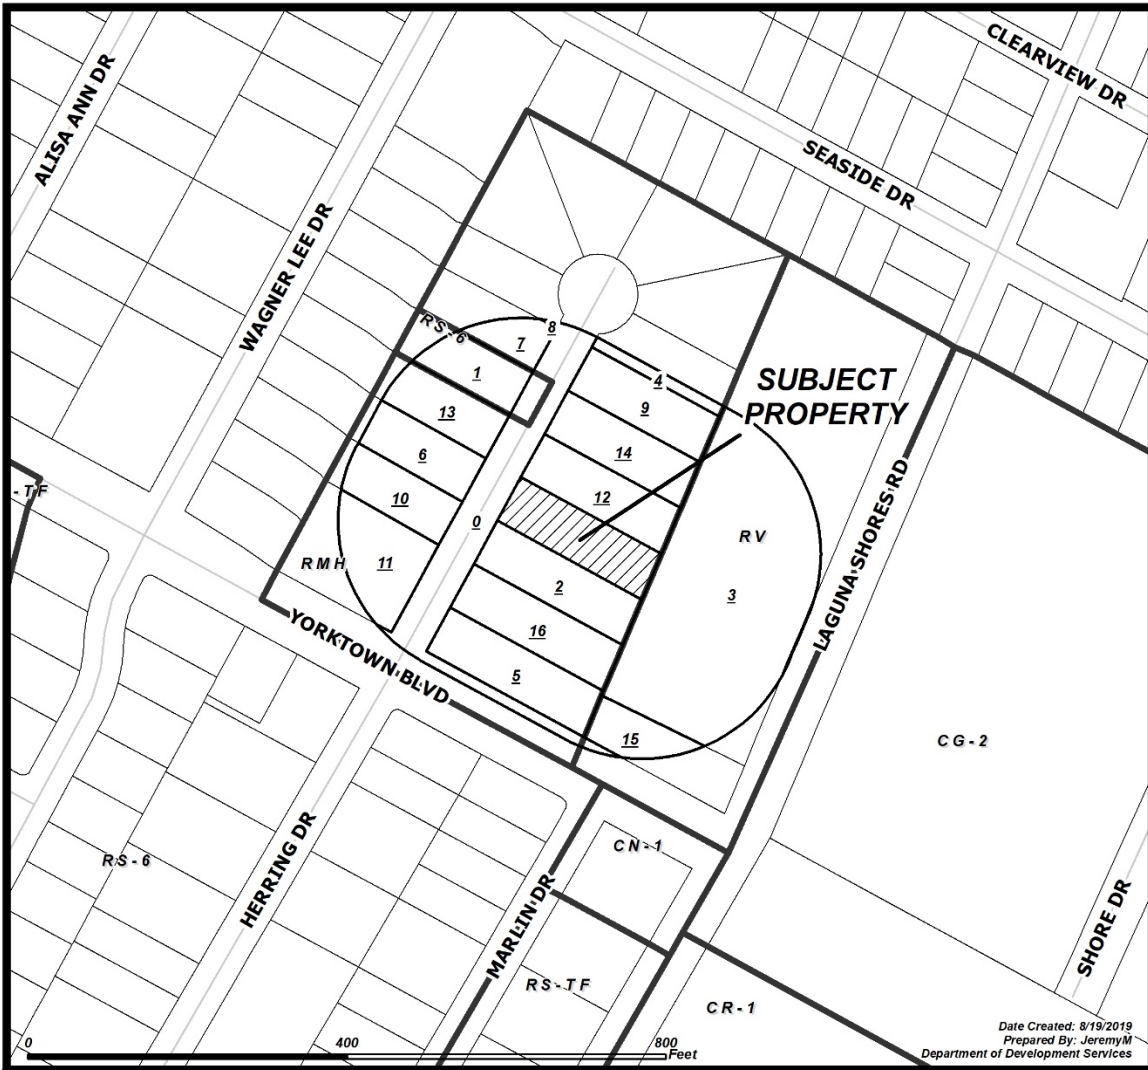 CLEARVIEW DR
ALISA ANN DR
SEASIDE DR
WAGNER LEE DR
RS-6
7
8
1
4
SUBJECT
PROPERTY
9
13
14
6
12
10
0
RV
-TF
RMH
11
2
3
LAGUNA SHORES RD
16
YORKTOWN BLVD
5
15
CG-2
RS-6
HERRING DR
CN-1
MARLIN DR
SHORE DR
RS-TF
CR-1
0
400
800
Feet
Date Created: 8/19/2019
Prepared By: JeremyM
Department of Development Services